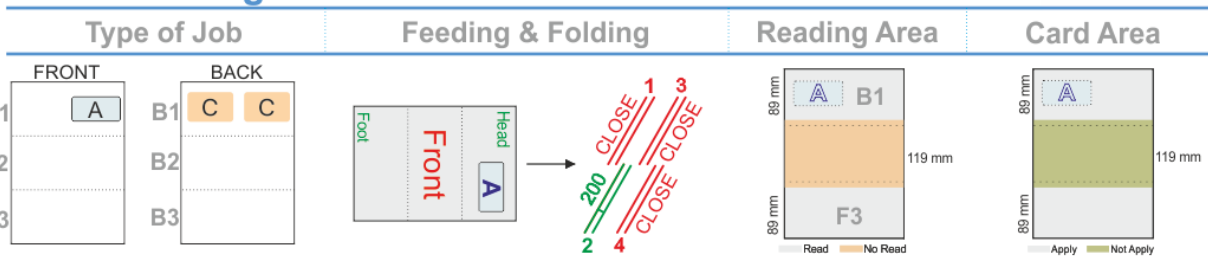 Type of Job
Feeding & Folding
Reading Area
Card Area
FRONT
BACK
1
A
2
3
B1
C
C
B2
B3
Foot
Front
Head
A
1
3
CLOSE
CLOSE
200
CLOSE
2
4
89 mm
A
B1
119 mm
89 mm
F3
Read
No Read
89 mm
A
119 mm
89 mm
Apply
Not Apply